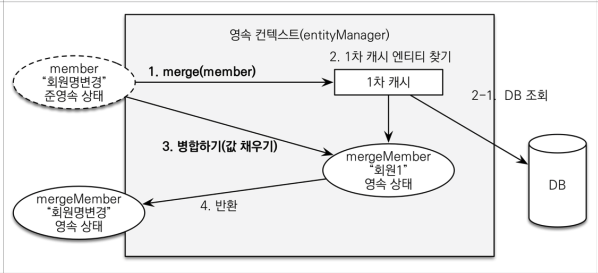 영속 컨텍스트(entityManager)
member
“회원명변경”
준영속 상태
1. merge(member)
2. 1차 캐시 엔티티 찾기
1차 캐시
2-1. DB 조회
3. 병합하기(값 채우기)
mergeMember
“회원1”
영속 상태
DB
mergeMember
“회원명변경”
영속 상태
4. 반환